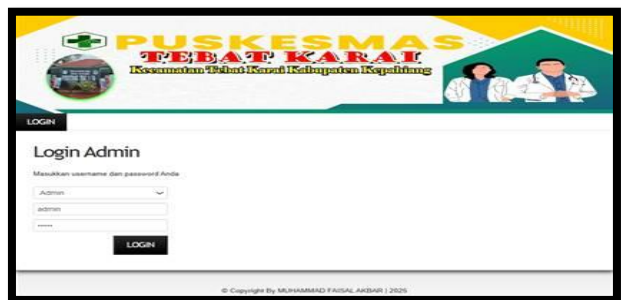 PUSKESMAS
TEBAT KARAI
Kecamatan Tebat Karai Kabupaten Kepahiang
LOGIN
Login Admin
Masukkan username dan password Anda
Admin
admin
•••••
LOGIN
© Copyright By MUHAMMAD FAISAL AKBAR | 2025